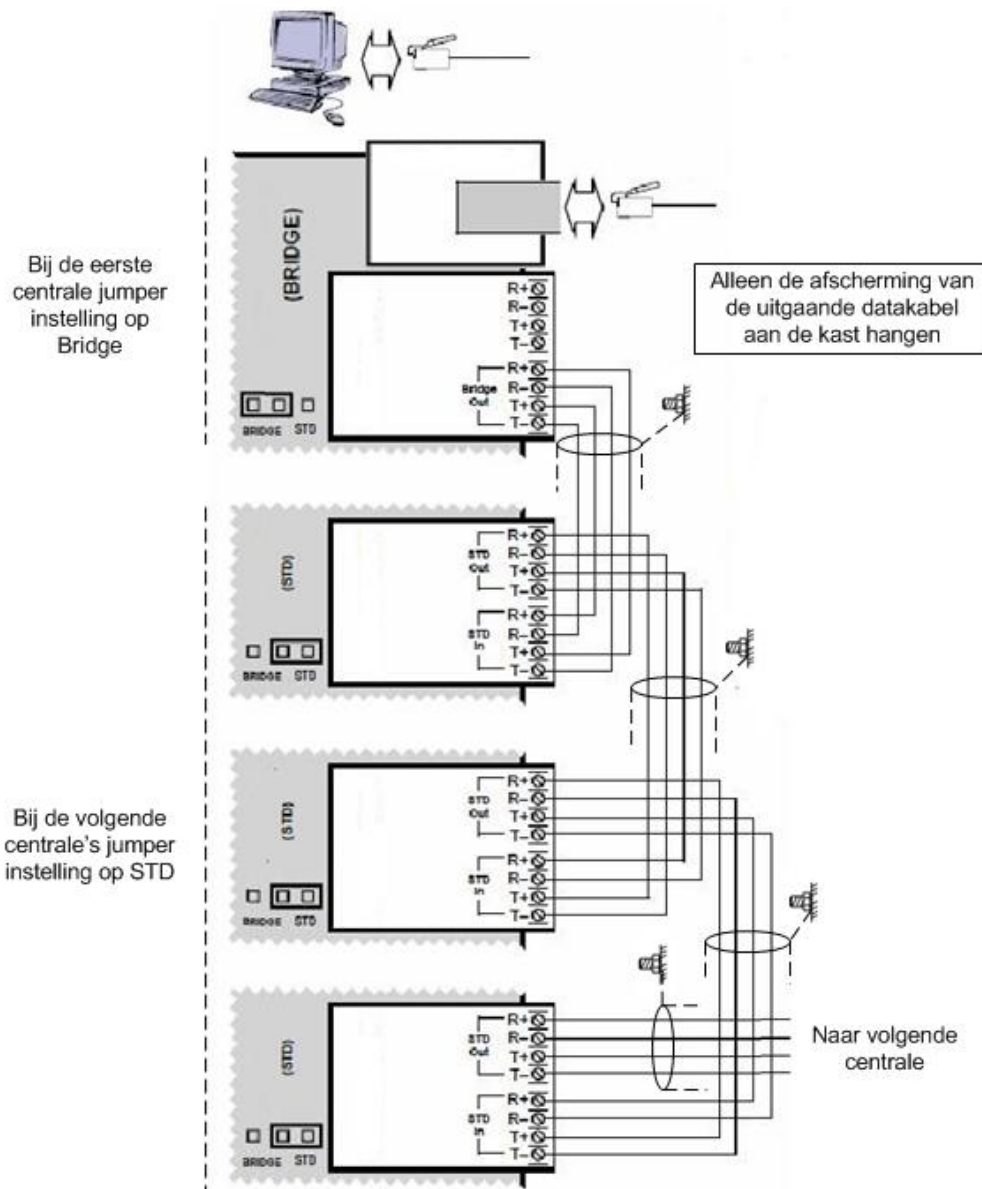 (BRIDGE)
Bij de eerste
centrale jumper
instelling op
Bridge
Alleen de afscherming van
de uitgaande datakabel
aan de kast hangen
R+
R-
T+
T-
Bridge
Out
R+
R-
T+
T-
BRIDGE STD
(STD)
STD
Out
R+
R-
T+
T-
STD
In
R+
R-
T+
T-
BRIDGE STD
Bij de volgende
centrale's jumper
instelling op STD
(STD)
STD
Out
R+
R-
T+
T-
STD
In
R+
R-
T+
T-
BRIDGE STD
(STD)
STD
Out
R+
R-
T+
T-
Naar volgende
centrale
STD
In
R+
R-
T+
T-
BRIDGE STD